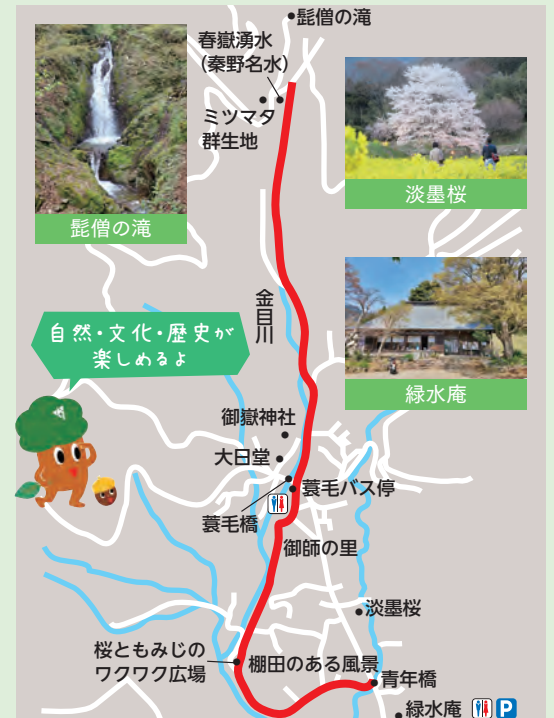 髭僧の滝
春嶽湧水
（秦野名水）
ミツマタ
群生地
髭僧の滝
淡墨桜
金目川
自然・文化・歴史が
楽しめるよ
緑水庵
御嶽神社
大日堂
蓑毛バス停
蓑毛橋
御師の里
淡墨桜
桜ともみじの
ワクワク広場
棚田のある風景
青年橋
緑水庵
P